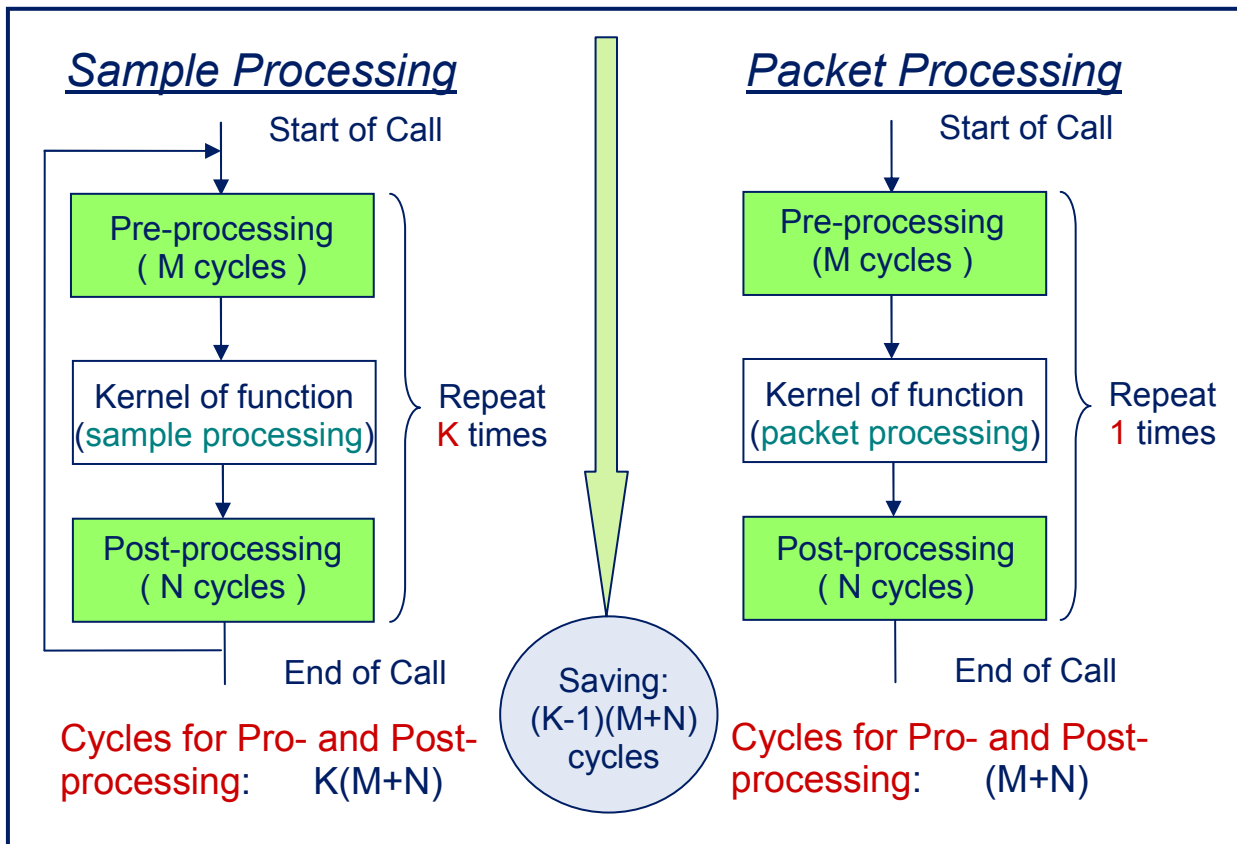 Sample Processing
Start of Call
Pre-processing
( M cycles )
Kernel of function
(sample processing)
Post-processing
( N cycles )
Repeat
K times
End of Call
Cycles for Pro- and Post-
processing: K(M+N)
Saving:
(K-1)(M+N)
cycles
Packet Processing
Start of Call
Pre-processing
(M cycles )
Kernel of function
(packet processing)
Post-processing
( N cycles)
Repeat
1 times
End of Call
Cycles for Pro- and Post-
processing: (M+N)